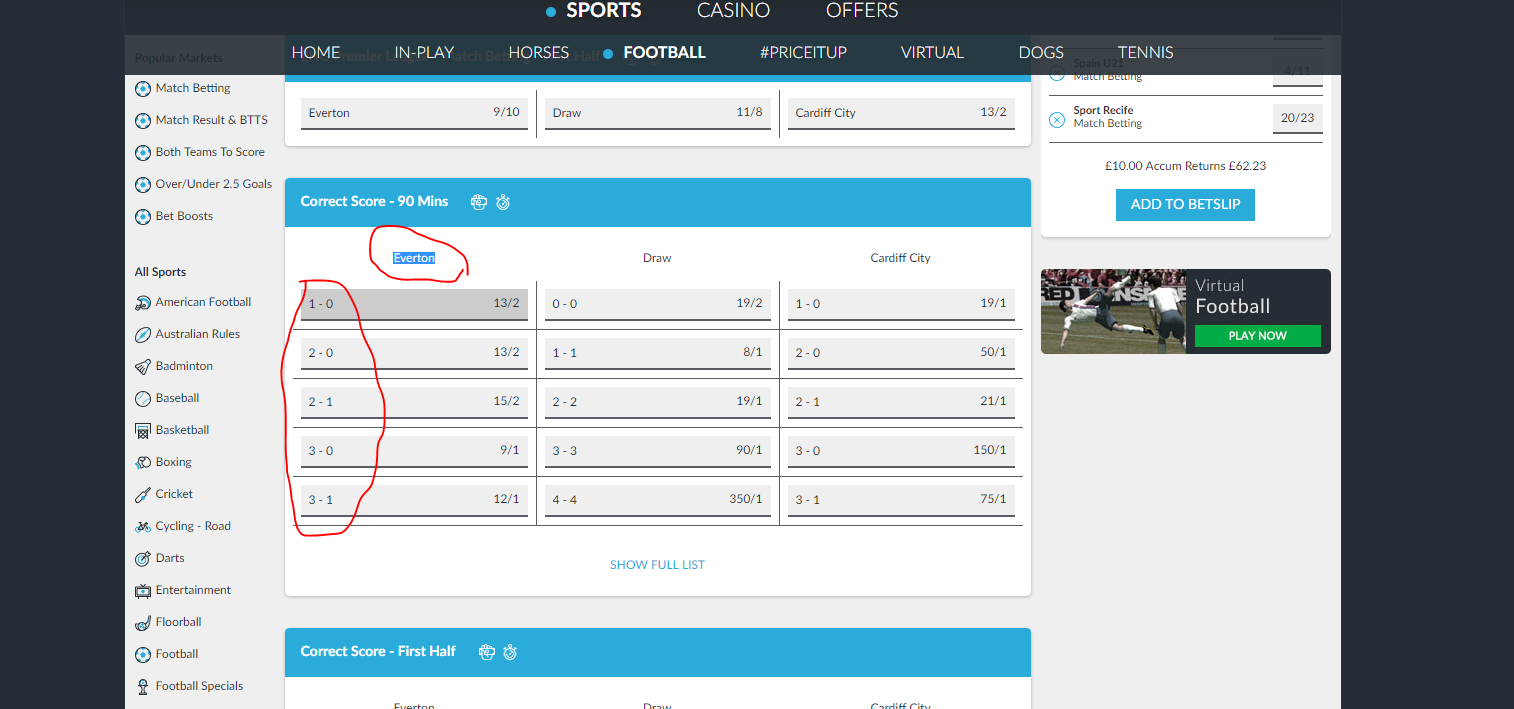 SPORTS CASINO OFFERS
HOME IN-PLAY HORSES FOOTBALL #PRICEITUP VIRTUAL DOGS TENNIS
Popular Markets
Match Betting
Match Result & BTTS
Both Teams To Score
Over/Under 2.5 Goals
Bet Boosts
All Sports
American Football
Australian Rules
Badminton
Baseball
Basketball
Boxing
Cricket
Cycling - Road
Darts
Entertainment
Floorball
Football
Football Specials
Everton 9/10 Draw 11/8 Cardiff City 13/2
Correct Score - 90 Mins
Everton Draw Cardiff City
1 - 0 13/2 0 - 0 19/2 1 - 0 19/1
2 - 0 13/2 1 - 1 8/1 2 - 0 50/1
2 - 1 15/2 2 - 2 19/1 2 - 1 21/1
3 - 0 9/1 3 - 3 90/1 3 - 0 150/1
3 - 1 12/1 4 - 4 350/1 3 - 1 75/1
SHOW FULL LIST
Correct Score - First Half
Everton Draw Cardiff City
Spain U21 4/11
Match Betting
Sport Recife 20/23
Match Betting
£10.00 Accum Returns £62.23
ADD TO BETSLIP
Virtual
Football
PLAY NOW